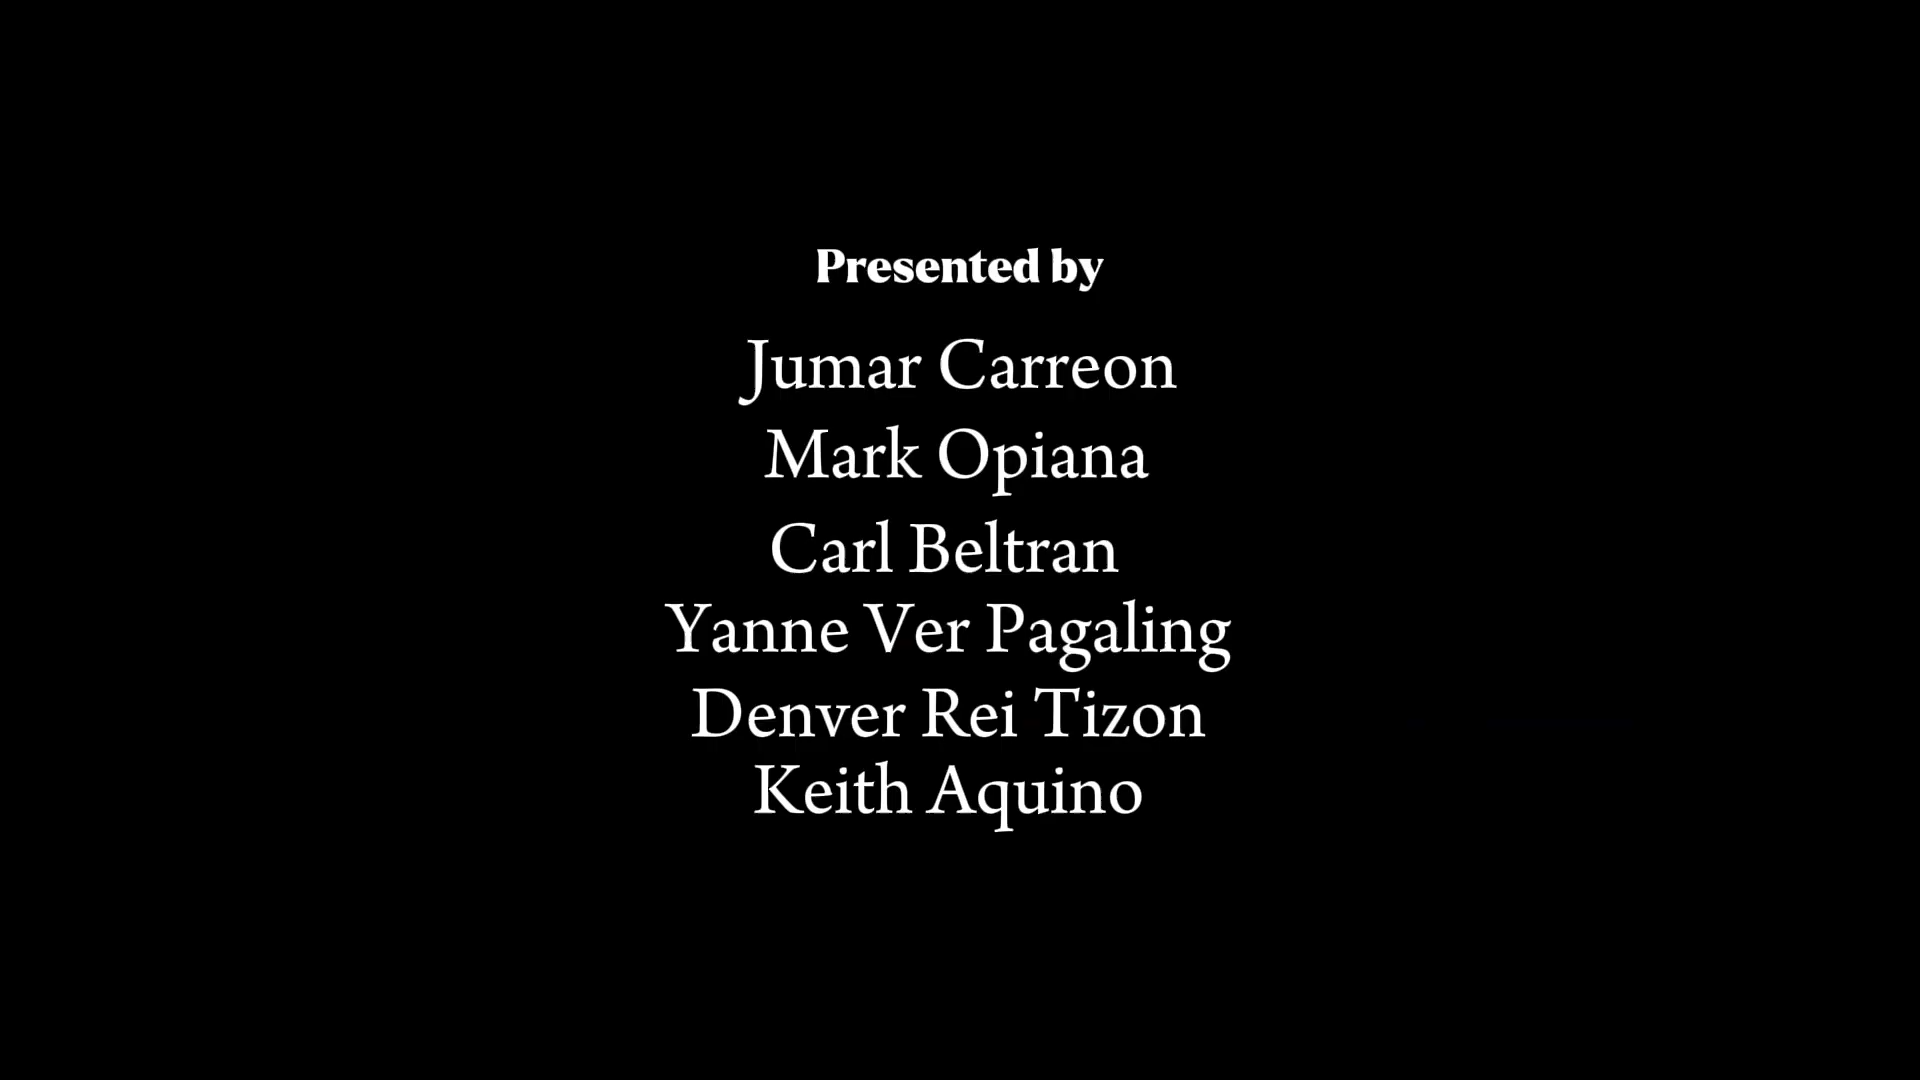 Presented by
Jumar Carreon
Mark Opiana
Carl Beltran
Yanne Ver Pagaling
Denver Rei Tizon
Keith Aquino